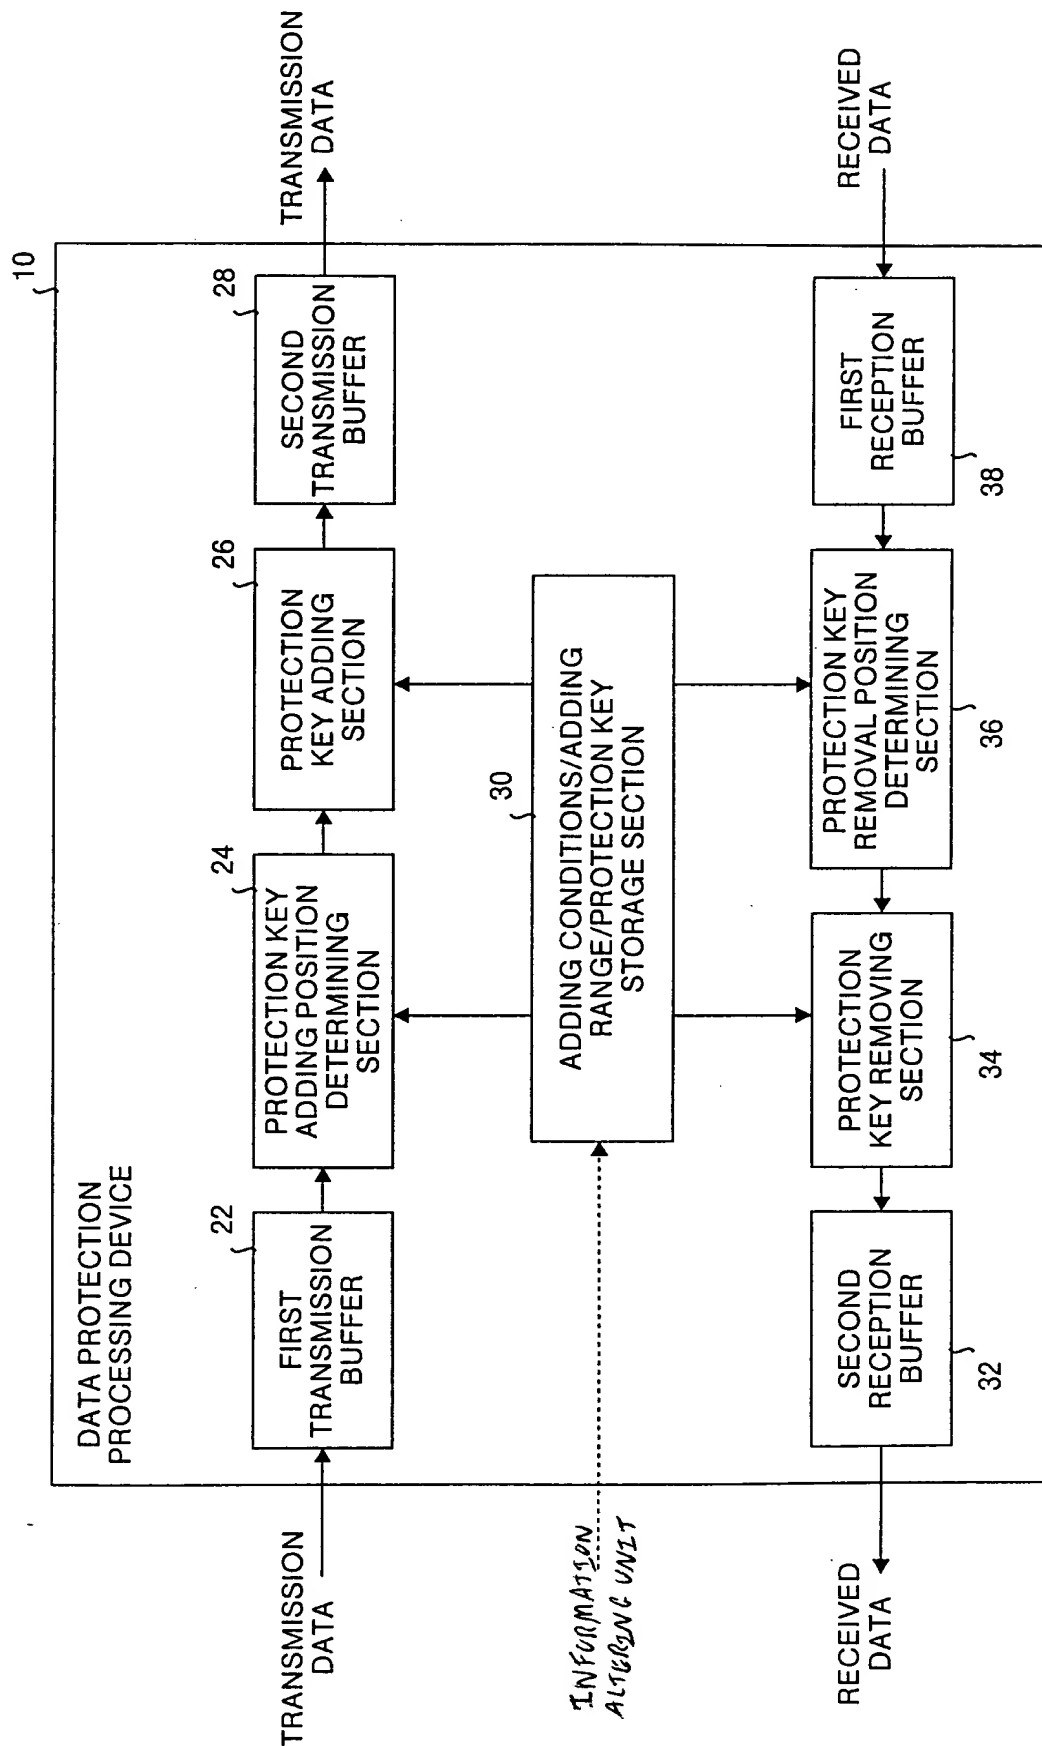 10
DATA PROTECTION
PROCESSING DEVICE
TRANSMISSION
DATA
22
FIRST
TRANSMISSION
BUFFER
24
PROTECTION KEY
ADDING POSITION
DETERMINING
SECTION
26
PROTECTION
KEY ADDING
SECTION
28
SECOND
TRANSMISSION
BUFFER
TRANSMISSION
DATA
INFORMATION
ALTERING UNIT
30
ADDING CONDITIONS/ADDING
RANGE/PROTECTION KEY
STORAGE SECTION
RECEIVED
DATA
SECOND
RECEPTION
BUFFER
32
PROTECTION
KEY REMOVING
SECTION
34
PROTECTION KEY
REMOVAL POSITION
DETERMINING
SECTION
36
FIRST
RECEPTION
BUFFER
38
RECEIVED
DATA